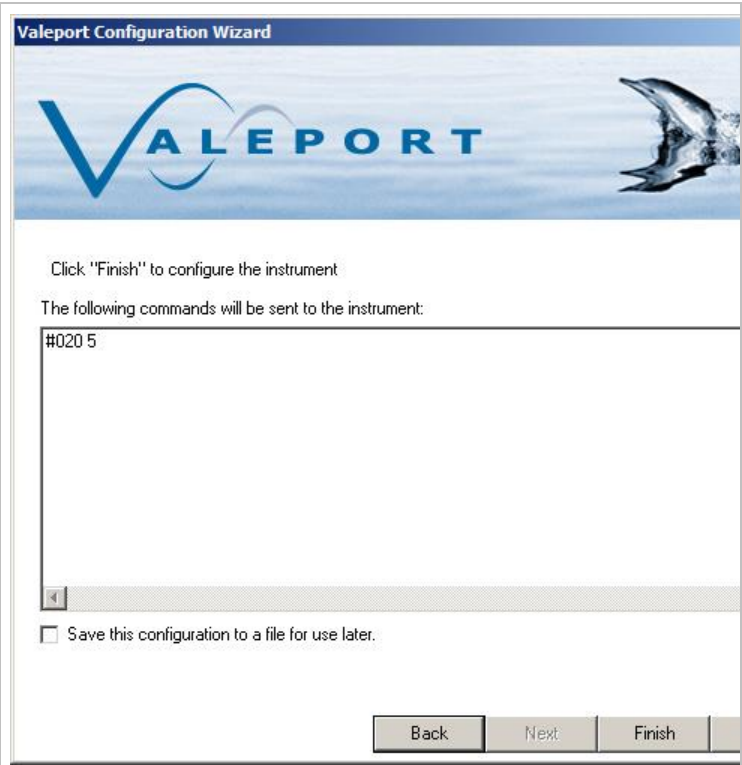 Valeport Configuration Wizard
VALEPORT
Click "Finish" to configure the instrument
The following commands will be sent to the instrument:
#020 5
Save this configuration to a file for use later.
Back Next Finish